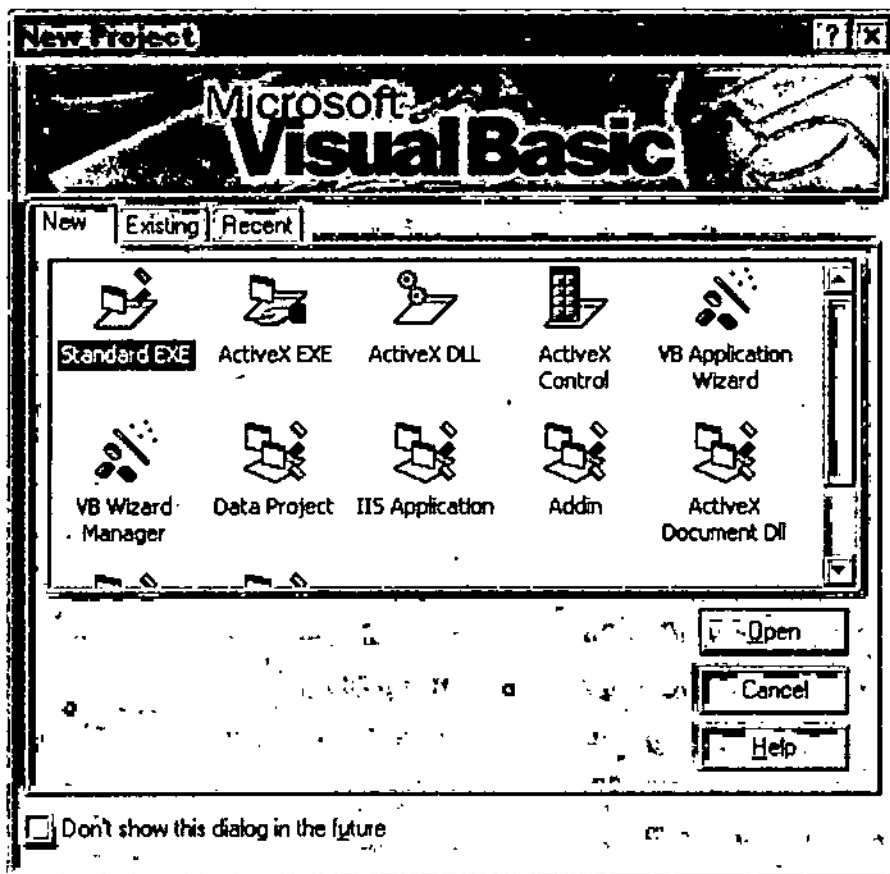 New Project
Microsoft
Visual Basic
New Existing Recent
Standard EXE ActiveX EXE ActiveX DLL ActiveX Control VB Application Wizard
VB Wizard Manager Data Project IIS Application Addin ActiveX Document Dll
Open
Cancel
Help
Don't show this dialog in the future